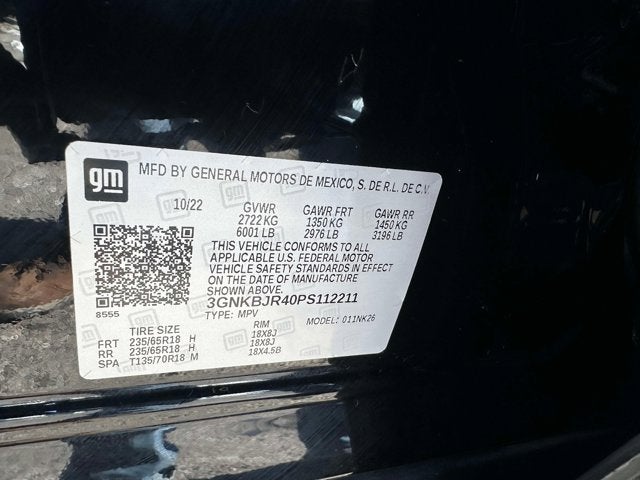 gm
MFD BY GENERAL MOTORS DE MEXICO, S. DE R.L. DE C.V.
10/22 GVWR GAWR FRT GAWR RR
2722 KG 1350 KG 1450 KG
6001 LB 2976 LB 3196 LB
THIS VEHICLE CONFORMS TO ALL
APPLICABLE U.S. FEDERAL MOTOR
VEHICLE SAFETY STANDARDS IN EFFECT
ON THE DATE OF MANUFACTURE
SHOWN ABOVE.
3GNKBJR40PS112211
8555 TYPE: MPV MODEL: 011NK26
TIRE SIZE RIM
FRT 235/65R18 H 18X8J
RR 235/65R18 H 18X8J
SPA T135/70R18 M 18X4.5B